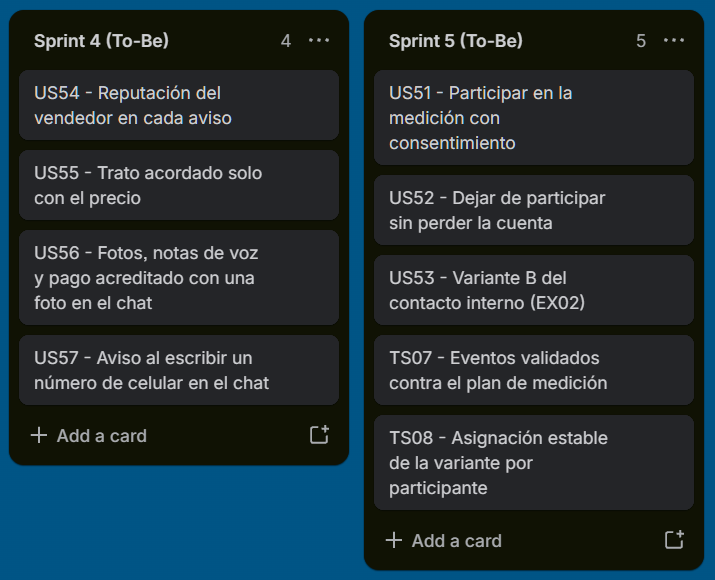 Sprint 4 (To-Be) 4 ...
US54 - Reputación del
vendedor en cada aviso
US55 - Trato acordado solo
con el precio
US56 - Fotos, notas de voz
y pago acreditado con una
foto en el chat
US57 - Aviso al escribir un
número de celular en el chat
+ Add a card
Sprint 5 (To-Be) 5 ...
US51 - Participar en la
medición con
consentimiento
US52 - Dejar de participar
sin perder la cuenta
US53 - Variante B del
contacto interno (EX02)
TS07 - Eventos validados
contra el plan de medición
TS08 - Asignación estable
de la variante por
participante
+ Add a card